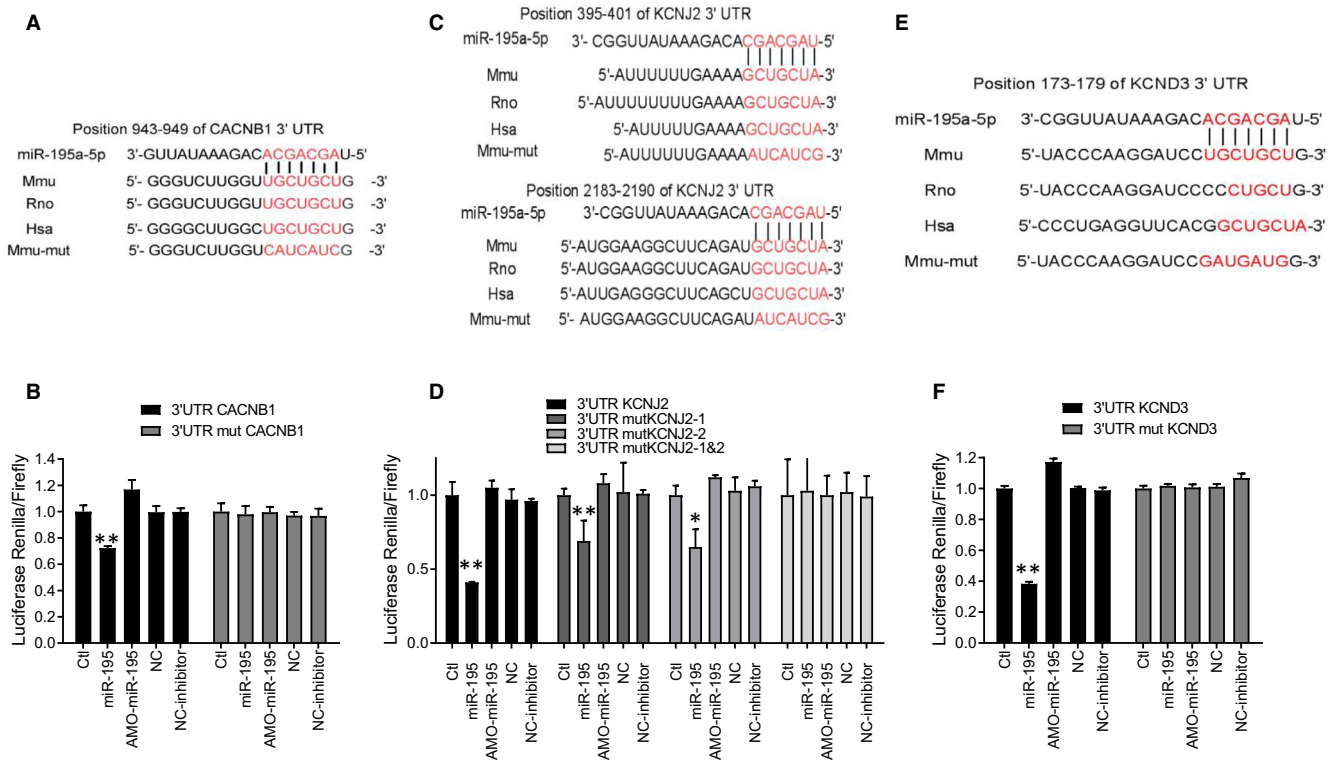 A
Position 943-949 of CACNB1 3' UTR
miR-195a-5p 3'-GUUAUAAAGACACGACGAU-5'
Mmu 5'- GGGUCUUGGUUGCUGCUG -3'
Rno 5'- GGGUCUUGGUUGCUGCUG -3'
Hsa 5'- GGGGCUUGGCUGCUGCUG -3'
Mmu-mut 5'- GGGUCUUGGUCAUCAUCG -3'
C
Position 395-401 of KCNJ2 3' UTR
miR-195a-5p 3'- CGGUUAUAAAGACACGACGAU-5'
Mmu 5'-AUUUUUUGAAAAGCUGCUA-3'
Rno 5'-AUUUUUUUGAAAAGCUGCUA-3'
Hsa 5'-AUUUUUGAAAAGCUGCUA-3'
Mmu-mut 5'-AUUUUUUGAAAAAUCAUCG-3'
Position 2183-2190 of KCNJ2 3' UTR
miR-195a-5p 3'-CGGUUAUAAAGACACGACGAU-5'
Mmu 5'-AUGGAAGGCUUCAGAUGCUGCUA-3'
Rno 5'-AUGGAAGGCUUCAGAUGCUGCUA-3'
Hsa 5'-AUUGAGGGCUUCAGCUGCUGCUA-3'
Mmu-mut 5'- AUGGAAGGCUUCAGAUAUCAUCG-3'
E
Position 173-179 of KCND3 3' UTR
miR-195a-5p 3'-CGGUUAUAAAGACACGACGAU-5'
Mmu 5'-UACCCAAGGAUCCUGCUGCUG-3'
Rno 5'-UACCCAAGGAUCCCCCUGCUG-3'
Hsa 5'-CCCUGAGGUUCACGGCUGCUA-3'
Mmu-mut 5'-UACCCAAGGAUCCGAUGAUGG-3'
B
3'UTR CACNB1
3'UTR mut CACNB1
Luciferase Renilla/Firefly
1.4
1.2
1.0
0.8
0.6
0.4
0.2
0.0
**
Ctl miR-195 AMO-miR-195 NC NC-inhibitor Ctl miR-195 AMO-miR-195 NC NC-inhibitor
D
3'UTR KCNJ2
3'UTR mutKCNJ2-1
3'UTR mutKCNJ2-2
3'UTR mutKCNJ2-1&2
Luciferase Renilla/Firefly
1.0
0.5
0.0
** ** *
Ctl miR-195 AMO-miR-195 NC NC-inhibitor Ctl miR-195 AMO-miR-195 NC NC-inhibitor Ctl miR-195 AMO-miR-195 NC NC-inhibitor Ctl miR-195 AMO-miR-195 NC NC-inhibitor
F
3'UTR KCND3
3'UTR mut KCND3
Luciferase Renilla/Firefly
1.2
1.0
0.8
0.6
0.4
0.2
0.0
**
Ctl miR-195 AMO-miR-195 NC NC-inhibitor Ctl miR-195 AMO-miR-195 NC NC-inhibitor